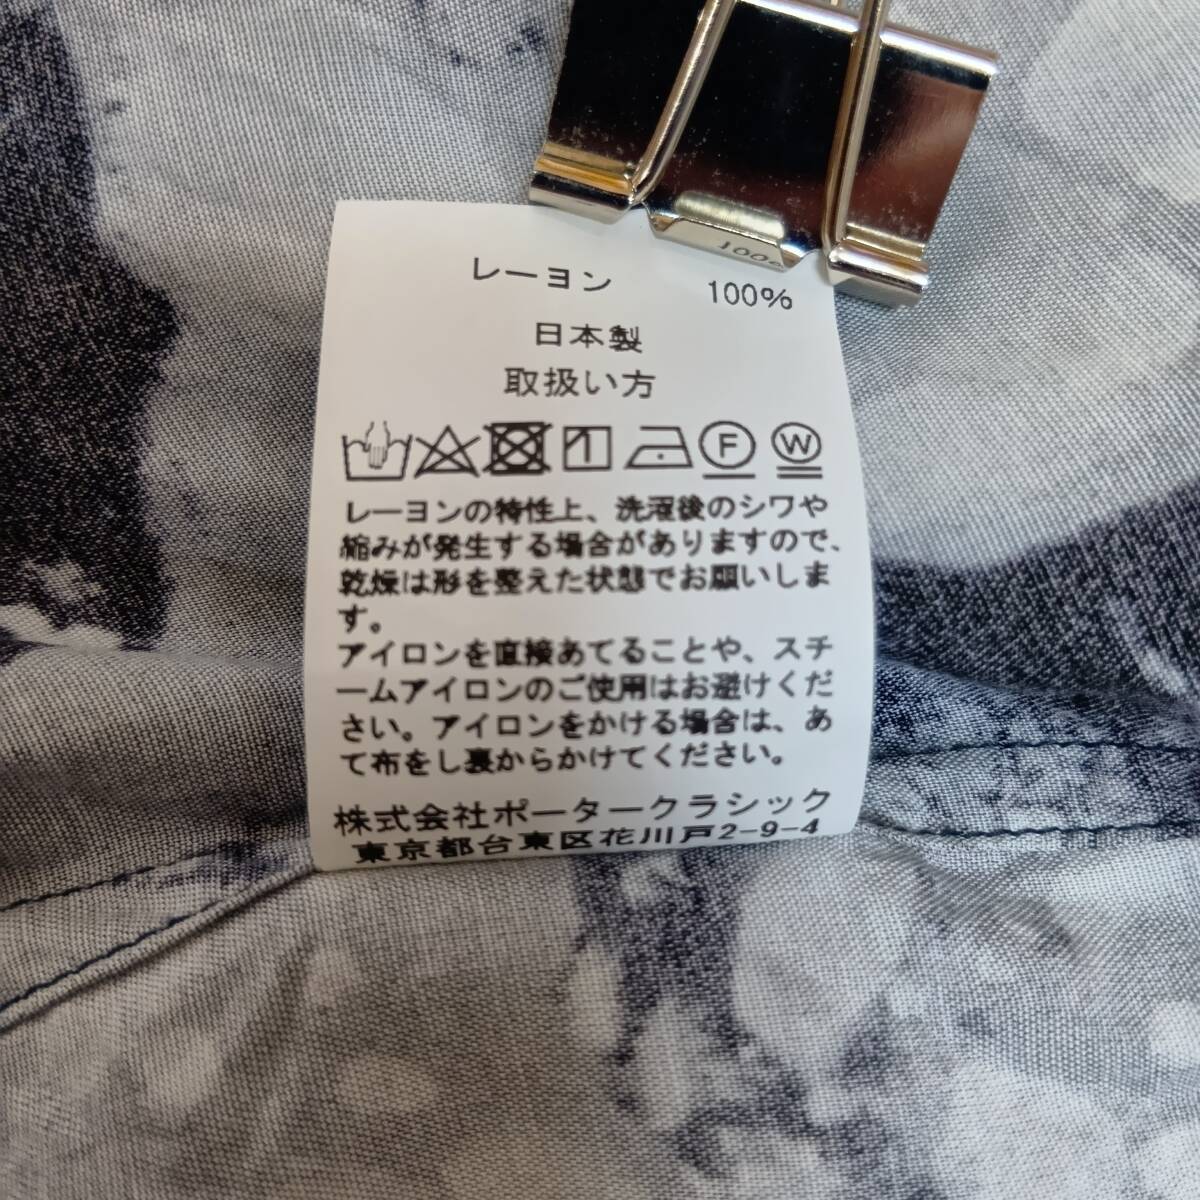 レーヨン 100%
日本製
取扱い方
F W
レーヨンの特性上、洗濯後のシワや
縮みが発生する場合がありますので、
乾燥は形を整えた状態でお願いしま
す。
アイロンを直接あてることや、スチ
ームアイロンのご使用はお避けくだ
さい。アイロンをかける場合は、あ
て布をし裏からかけてください。
株式会社ポータークラシック
東京都台東区花川戸2-9-4